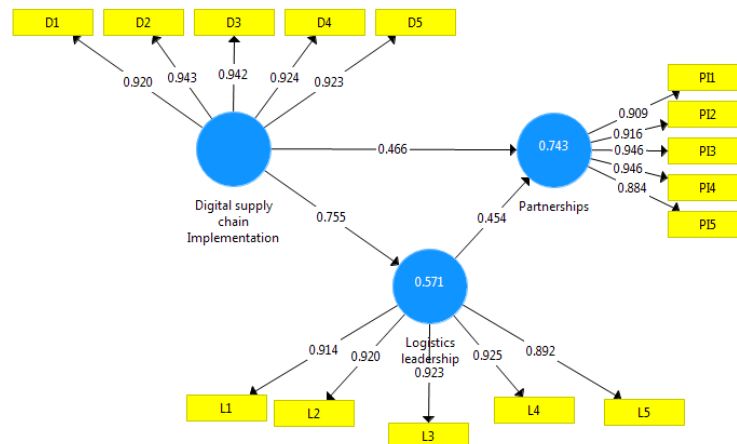 D1
D2
D3
D4
D5
0.920
0.943
0.942
0.924
0.923
PI1
PI2
PI3
PI4
PI5
0.909
0.916
0.946
0.946
0.884
0.743
0.466
Digital supply
chain
Implementation
Partnerships
0.755
0.454
0.571
Logistics
leadership
0.914
0.920
0.923
0.925
0.892
L1
L2
L3
L4
L5